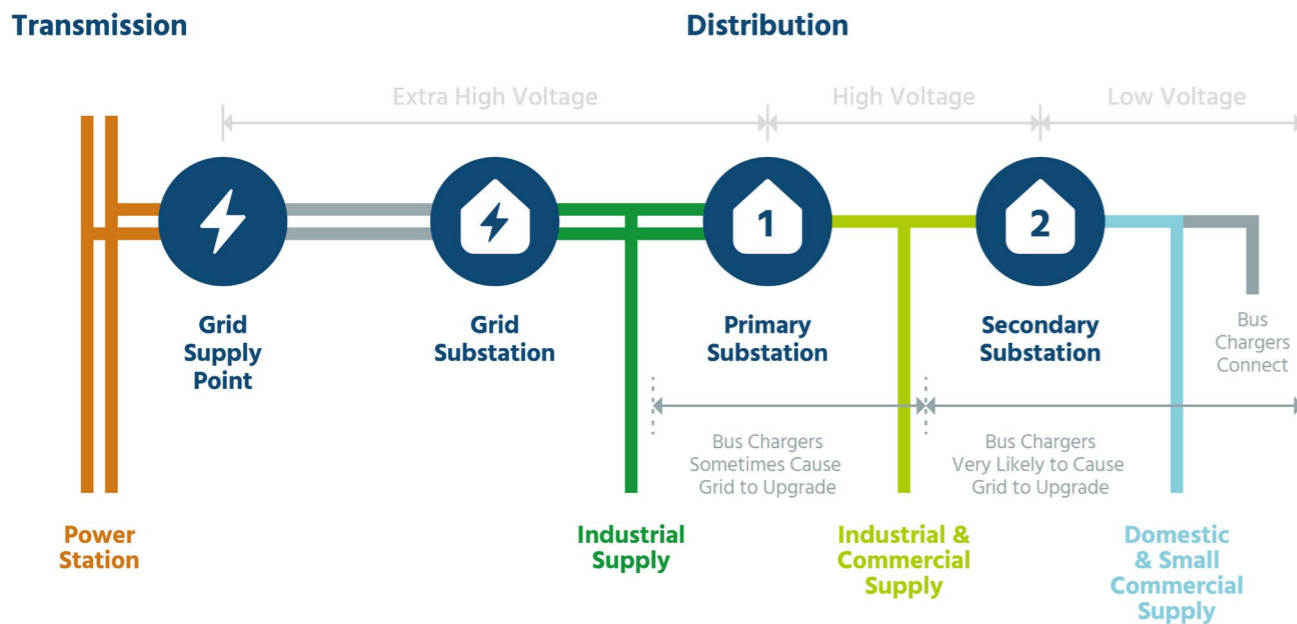 Transmission
Distribution
Extra High Voltage
High Voltage
Low Voltage
1
2
Grid
Supply
Point
Grid
Substation
Primary
Substation
Secondary
Substation
Bus
Chargers
Connect
Bus Chargers
Sometimes Cause
Grid to Upgrade
Bus Chargers
Very Likely to Cause
Grid to Upgrade
Power
Station
Industrial
Supply
Industrial &
Commercial
Supply
Domestic
& Small
Commercial
Supply